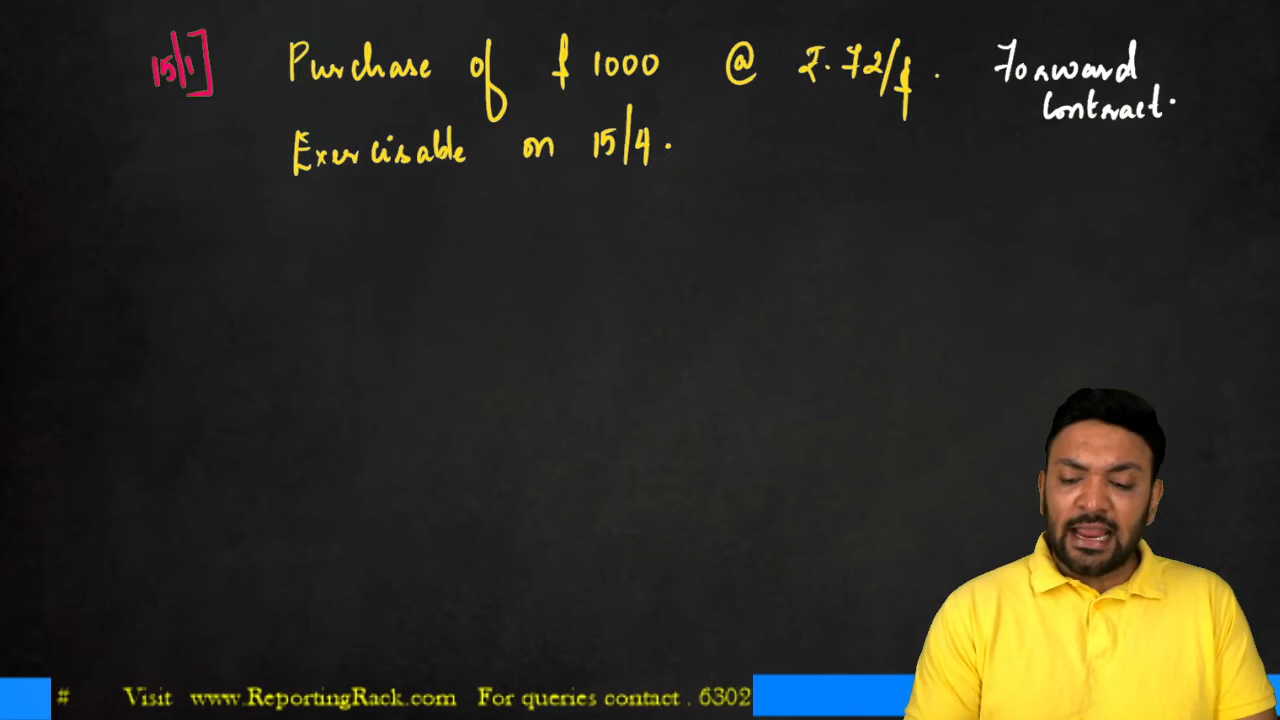 15/1] Purchase of $ 1000 @ ₹. 72/$. Forward
contract.
Exercisable on 15/4.
# Visit www.ReportingRack.com For queries contact . 6302